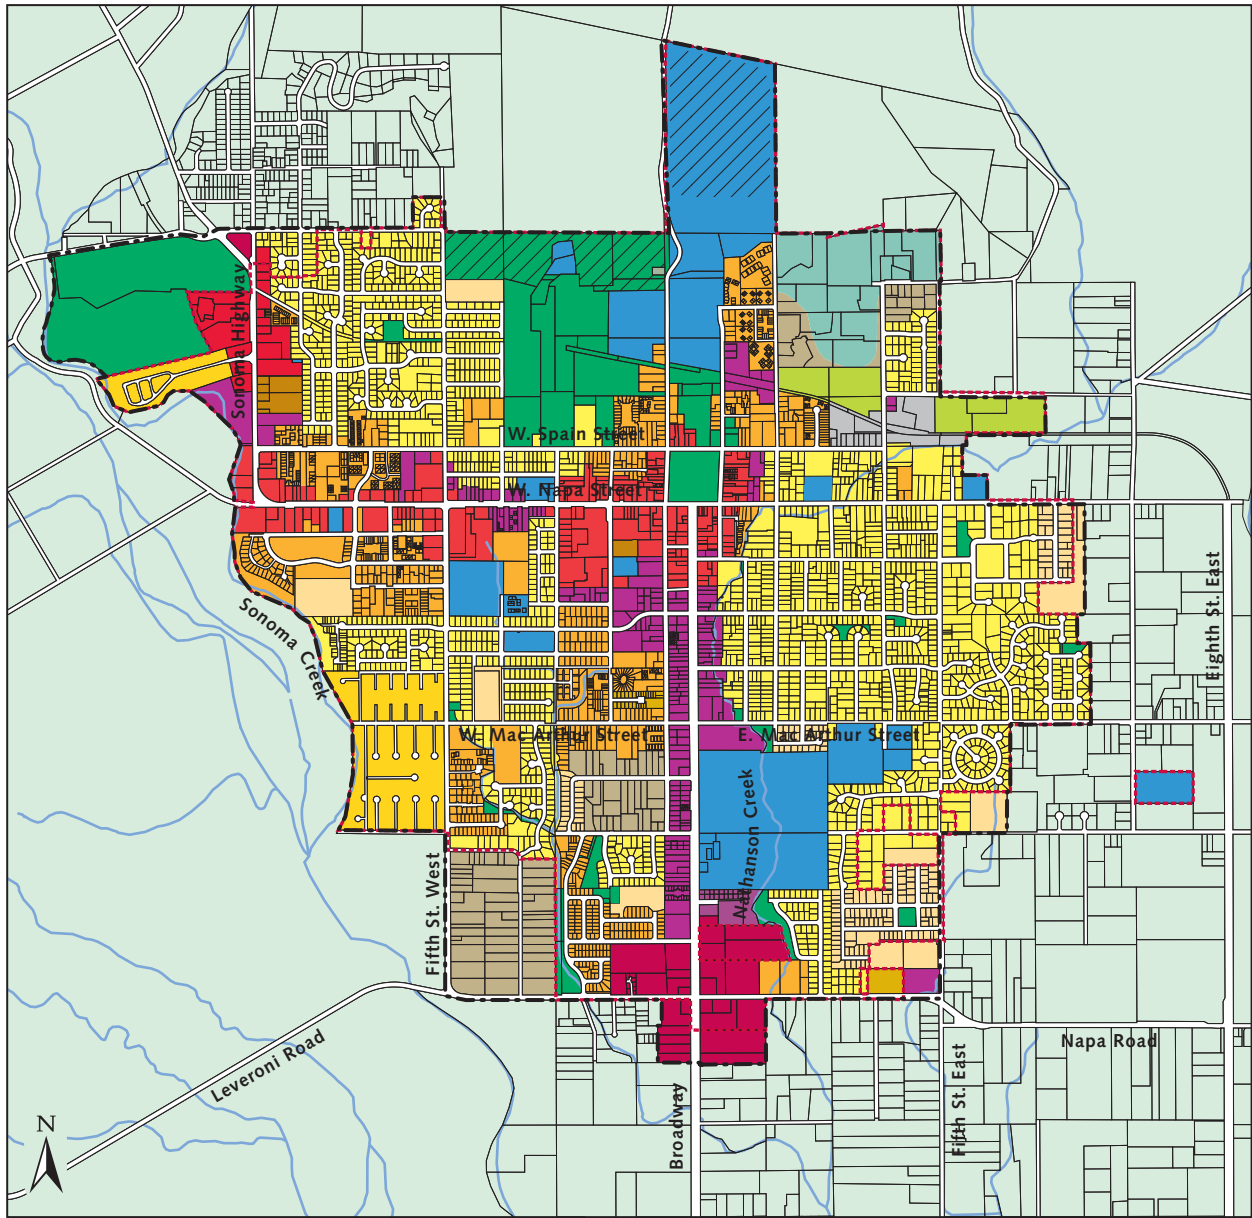 Sonoma Highway
W. Spain Street
W. Napa Street
Sonoma Creek
Eighth St. East
W. Mac Arthur Street
E. Mac Arthur Street
Nathanson Creek
Fifth St. West
Leveroni Road
Napa Road
Broadway
Fifth St. East
N